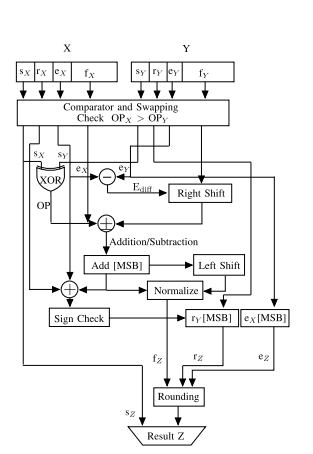 X Y
s_X r_X e_X f_X s_Y r_Y e_Y f_Y
Comparator and Swapping
Check OP_X > OP_Y
s_X s_Y e_X e_Y
XOR −
E_diff
Right Shift
OP
+
Addition/Subtraction
Add [MSB] Left Shift
+ Normalize
Sign Check r_Y[MSB] e_X[MSB]
f_Z r_Z e_Z
Rounding
s_Z
Result Z